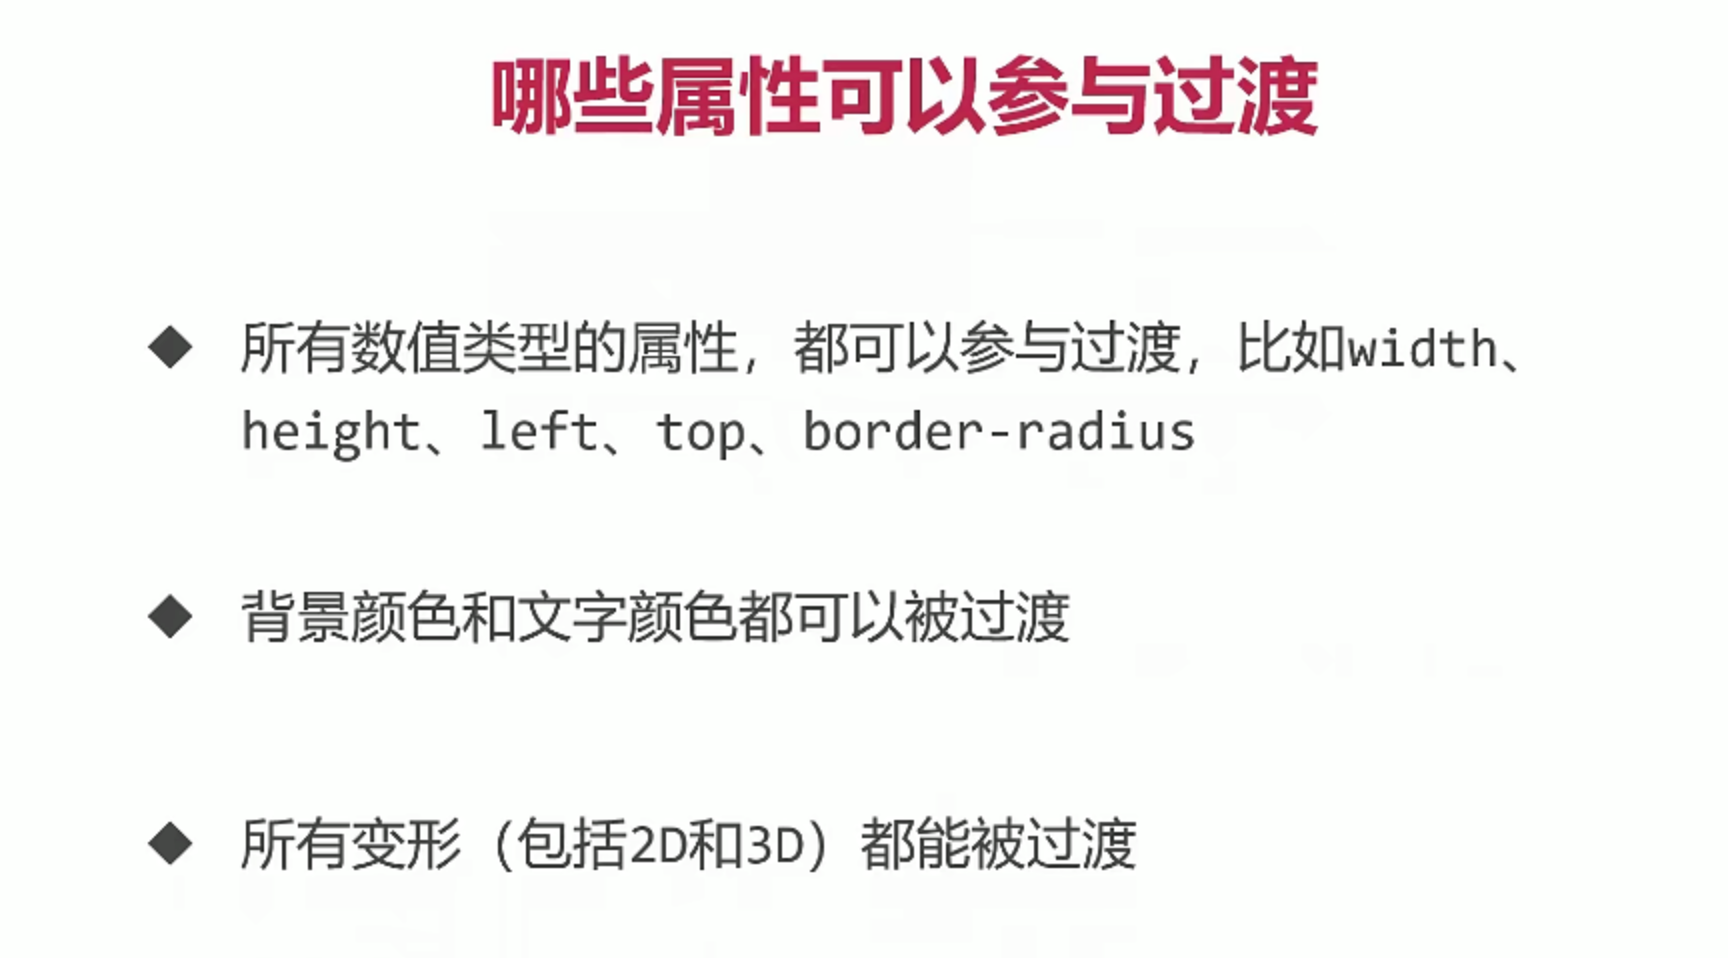 哪些属性可以参与过渡
◆ 所有数值类型的属性，都可以参与过渡，比如width、
height、left、top、border-radius
◆ 背景颜色和文字颜色都可以被过渡
◆ 所有变形（包括2D和3D）都能被过渡